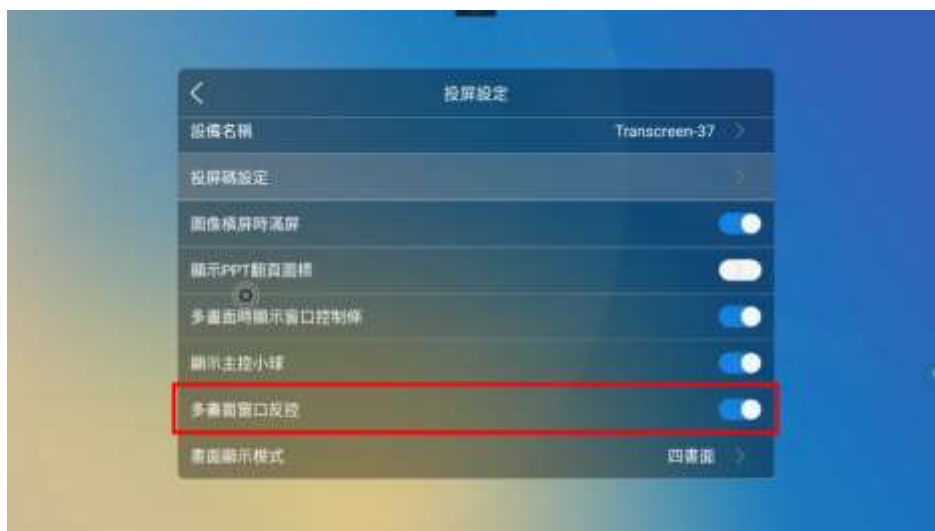 投屏設定
設備名稱 Transcreen-37
投屏碼設定
圖像橫屏時滿屏
顯示PPT翻頁圖標
多畫面時顯示窗口控制條
顯示主控小球
多畫面窗口反控
畫面顯示模式 四畫面